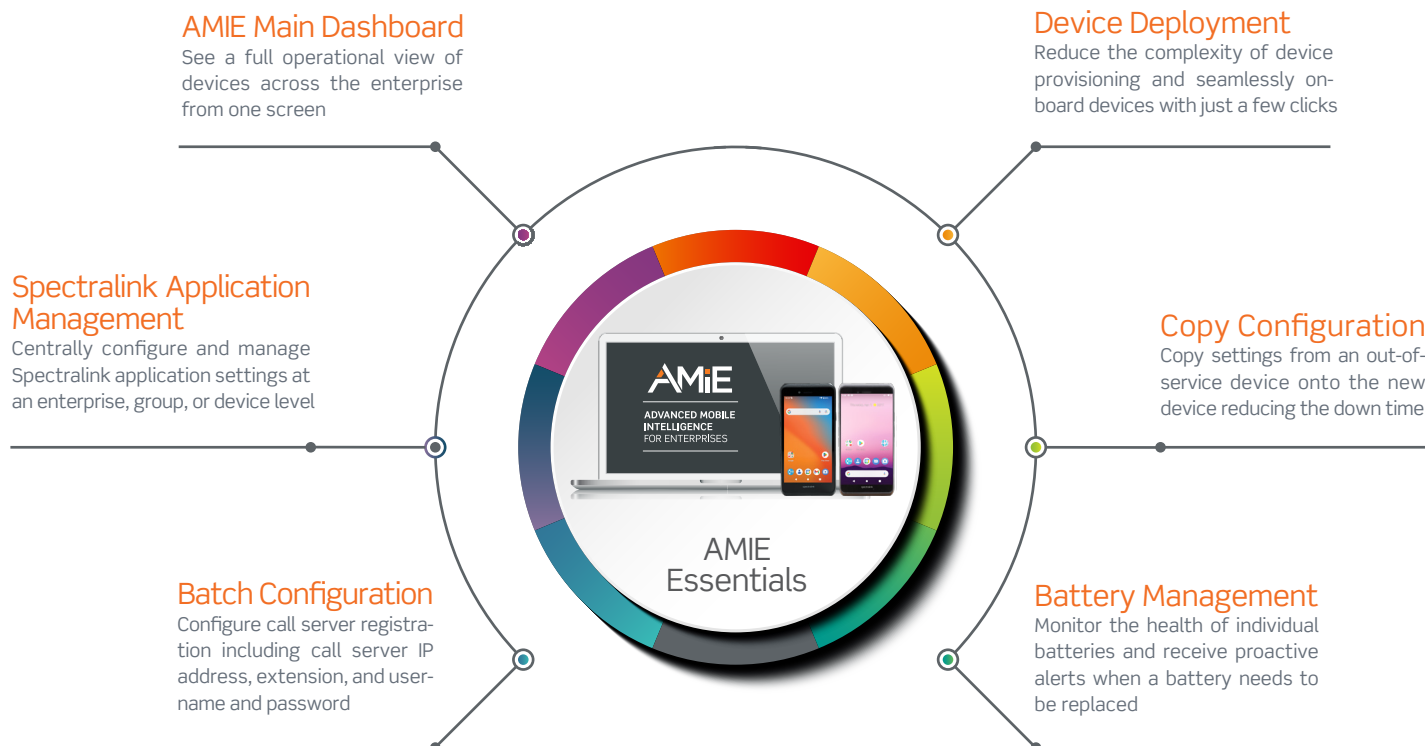 AMIE Main Dashboard
See a full operational view of
devices across the enterprise
from one screen
Device Deployment
Reduce the complexity of device
provisioning and seamlessly on-
board devices with just a few clicks
Spectralink Application
Management
Centrally configure and manage
Spectralink application settings at
an enterprise, group, or device level
Copy Configuration
Copy settings from an out-of-
service device onto the new
device reducing the down time
AMiE
ADVANCED MOBILE
INTELLIGENCE
FOR ENTERPRISES
AMIE
Essentials
Batch Configuration
Configure call server registra-
tion including call server IP
address, extension, and user-
name and password
Battery Management
Monitor the health of individual
batteries and receive proactive
alerts when a battery needs to
be replaced